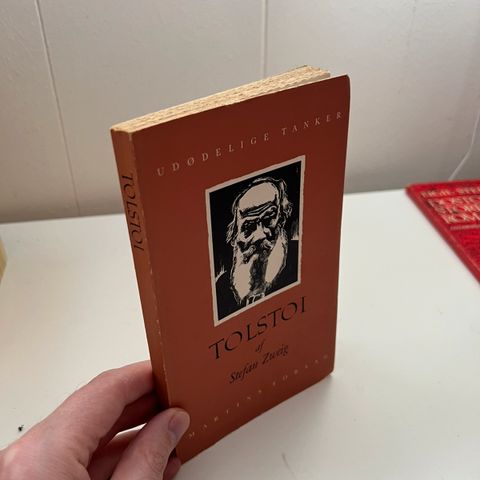 UDØDELIGE TANKER
TOLSTOI
af
Stefan Zweig
MARTINS FORLAG
TOLSTOI